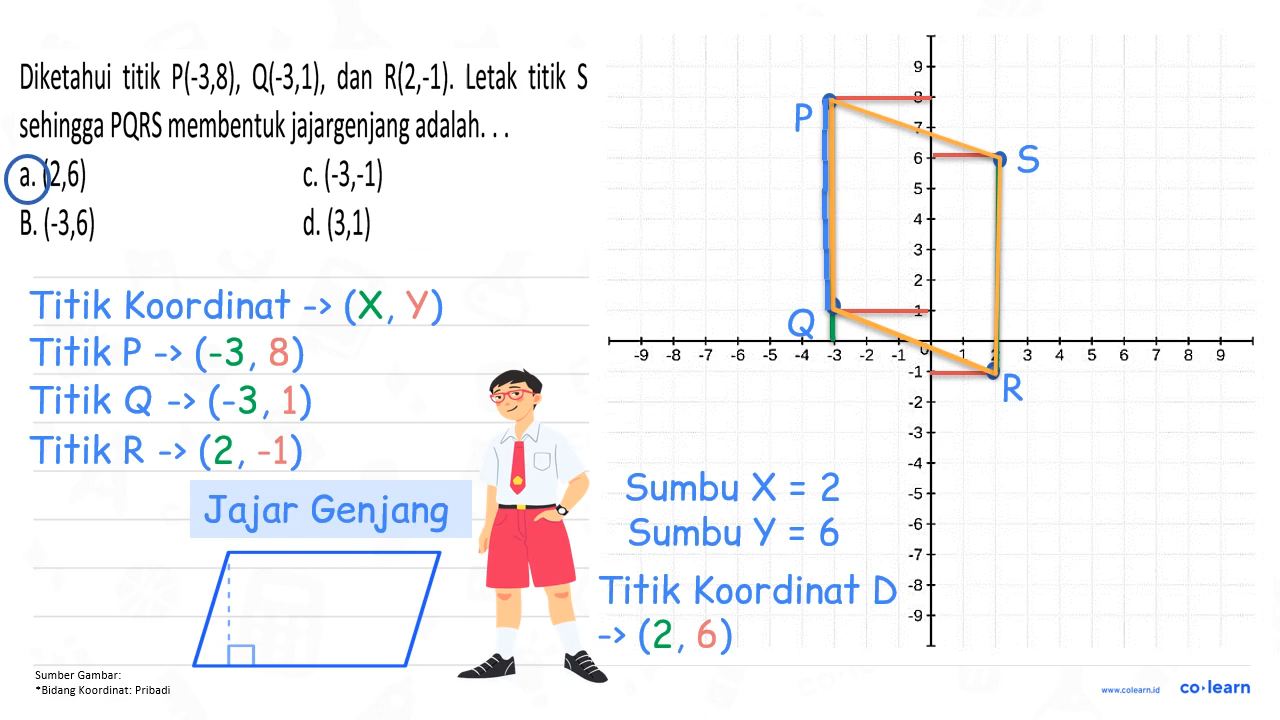 Diketahui titik P(-3,8), Q(-3,1), dan R(2,-1). Letak titik S
sehingga PQRS membentuk jajargenjang adalah. . .
a. (2,6)
c. (-3,-1)
B. (-3,6)
d. (3,1)
Titik Koordinat -> (X, Y)
Titik P -> (-3, 8)
Titik Q -> (-3, 1)
Titik R -> (2, -1)
Jajar Genjang
Sumber Gambar:
*Bidang Koordinat: Pribadi
9
8
P
7
6
S
5
4
3
2
1
Q
0
-9 -8 -7 -6 -5 -4 -3 -2 -1 1 2 3 4 5 6 7 8 9
-1
R
-2
-3
-4
-5
-6
-7
-8
-9
Sumbu X = 2
Sumbu Y = 6
Titik Koordinat D
-> (2, 6)
www.colearn.id
co·learn